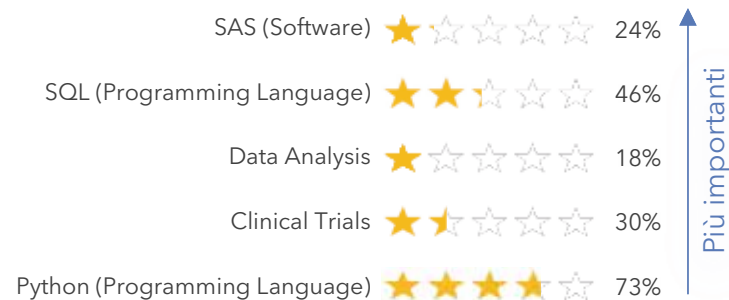 SAS (Software) 24%
SQL (Programming Language) 46%
Data Analysis 18%
Clinical Trials 30%
Python (Programming Language) 73%
Più importanti